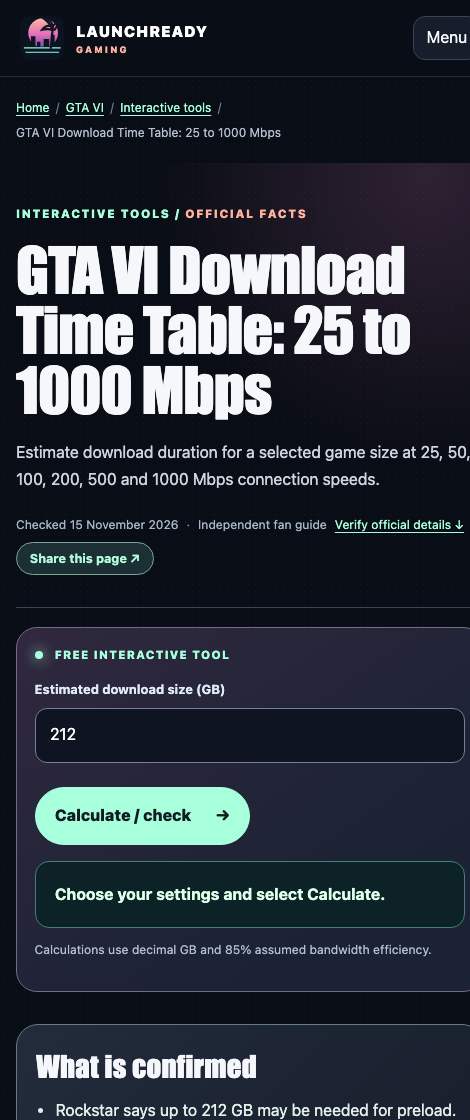 LAUNCHREADY
GAMING
Menu
Home / GTA VI / Interactive tools /
GTA VI Download Time Table: 25 to 1000 Mbps
INTERACTIVE TOOLS / OFFICIAL FACTS
GTA VI Download
Time Table: 25 to
1000 Mbps
Estimate download duration for a selected game size at 25, 50,
100, 200, 500 and 1000 Mbps connection speeds.
Checked 15 November 2026 · Independent fan guide Verify official details ↓
Share this page ↗
FREE INTERACTIVE TOOL
Estimated download size (GB)
212
Calculate / check →
Choose your settings and select Calculate.
Calculations use decimal GB and 85% assumed bandwidth efficiency.
What is confirmed
• Rockstar says up to 212 GB may be needed for preload.